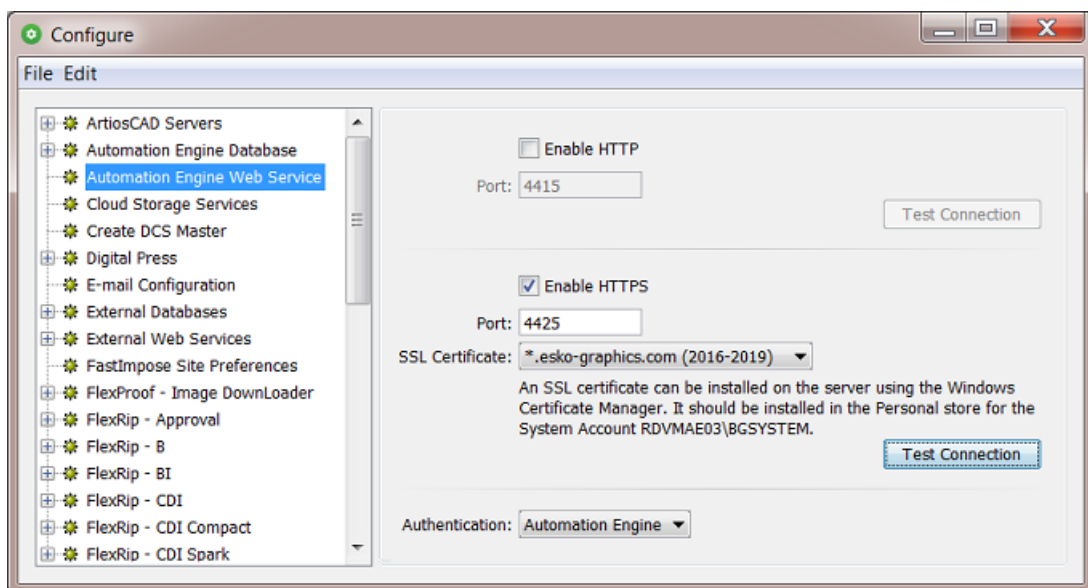 Configure
File Edit
ArtiosCAD Servers
Automation Engine Database
Automation Engine Web Service
Cloud Storage Services
Create DCS Master
Digital Press
E-mail Configuration
External Databases
External Web Services
FastImpose Site Preferences
FlexProof - Image DownLoader
FlexRip - Approval
FlexRip - B
FlexRip - BI
FlexRip - CDI
FlexRip - CDI Compact
FlexRip - CDI Spark
Enable HTTP
Port: 4415
Test Connection
Enable HTTPS
Port: 4425
SSL Certificate: *.esko-graphics.com (2016-2019)
An SSL certificate can be installed on the server using the Windows
Certificate Manager. It should be installed in the Personal store for the
System Account RDVMAE03\BGSYSTEM.
Test Connection
Authentication: Automation Engine